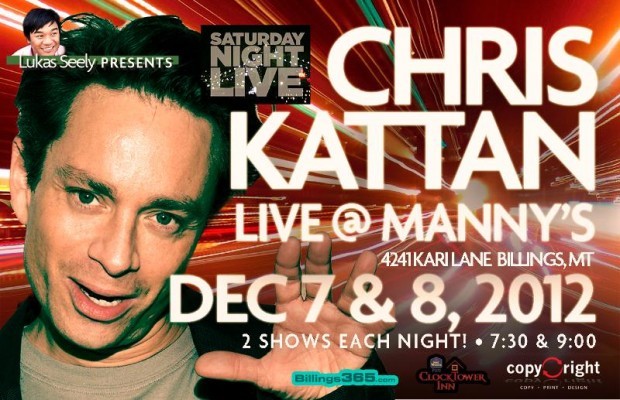 Lukas Seely PRESENTS
SATURDAY
NIGHT
LIVE
CHRIS
KATTAN
LIVE @ MANNY'S
4241 KARI LANE BILLINGS, MT
DEC 7 & 8, 2012
2 SHOWS EACH NIGHT! • 7:30 & 9:00
Billings365.com
CLOCKTOWER
INN
copyright
COPY • PRINT • DESIGN